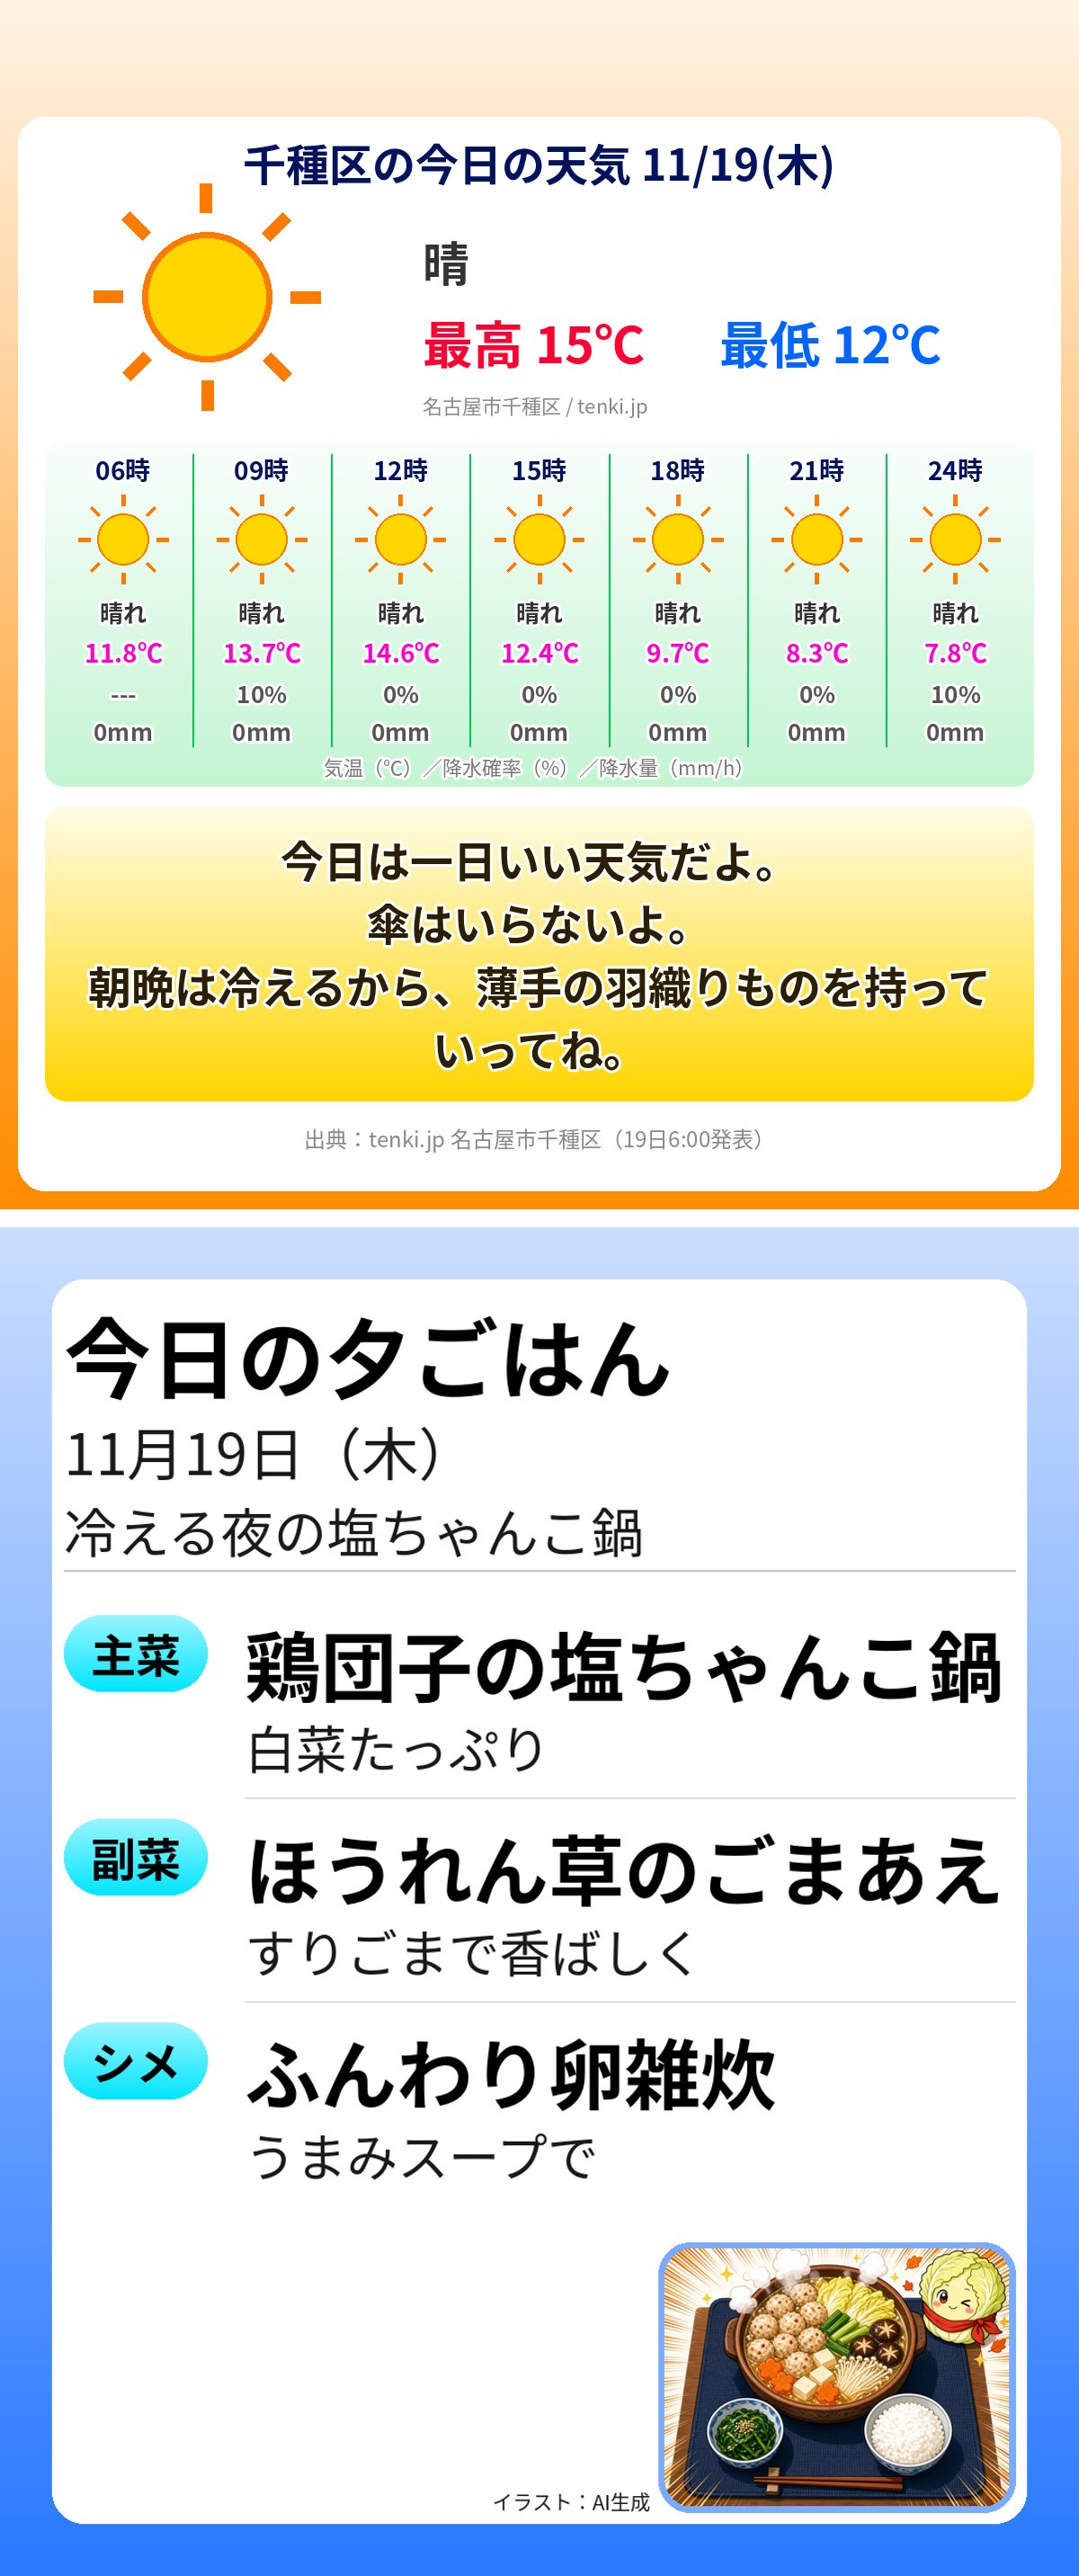 千種区の今日の天気 11/19(木)
晴
最高 15℃ 最低 12℃
名古屋市千種区 / tenki.jp
06時 09時 12時 15時 18時 21時 24時
晴れ 晴れ 晴れ 晴れ 晴れ 晴れ 晴れ
11.8℃ 13.7℃ 14.6℃ 12.4℃ 9.7℃ 8.3℃ 7.8℃
--- 10% 0% 0% 0% 0% 10%
0mm 0mm 0mm 0mm 0mm 0mm 0mm
気温（℃）／降水確率（%）／降水量（mm/h）
今日は一日いい天気だよ。
傘はいらないよ。
朝晩は冷えるから、薄手の羽織りものを持って
いってね。
出典：tenki.jp 名古屋市千種区（19日6:00発表）
今日の夕ごはん
11月19日（木）
冷える夜の塩ちゃんこ鍋
主菜 鶏団子の塩ちゃんこ鍋
白菜たっぷり
副菜 ほうれん草のごまあえ
すりごまで香ばしく
シメ ふんわり卵雑炊
うまみスープで
イラスト：AI生成